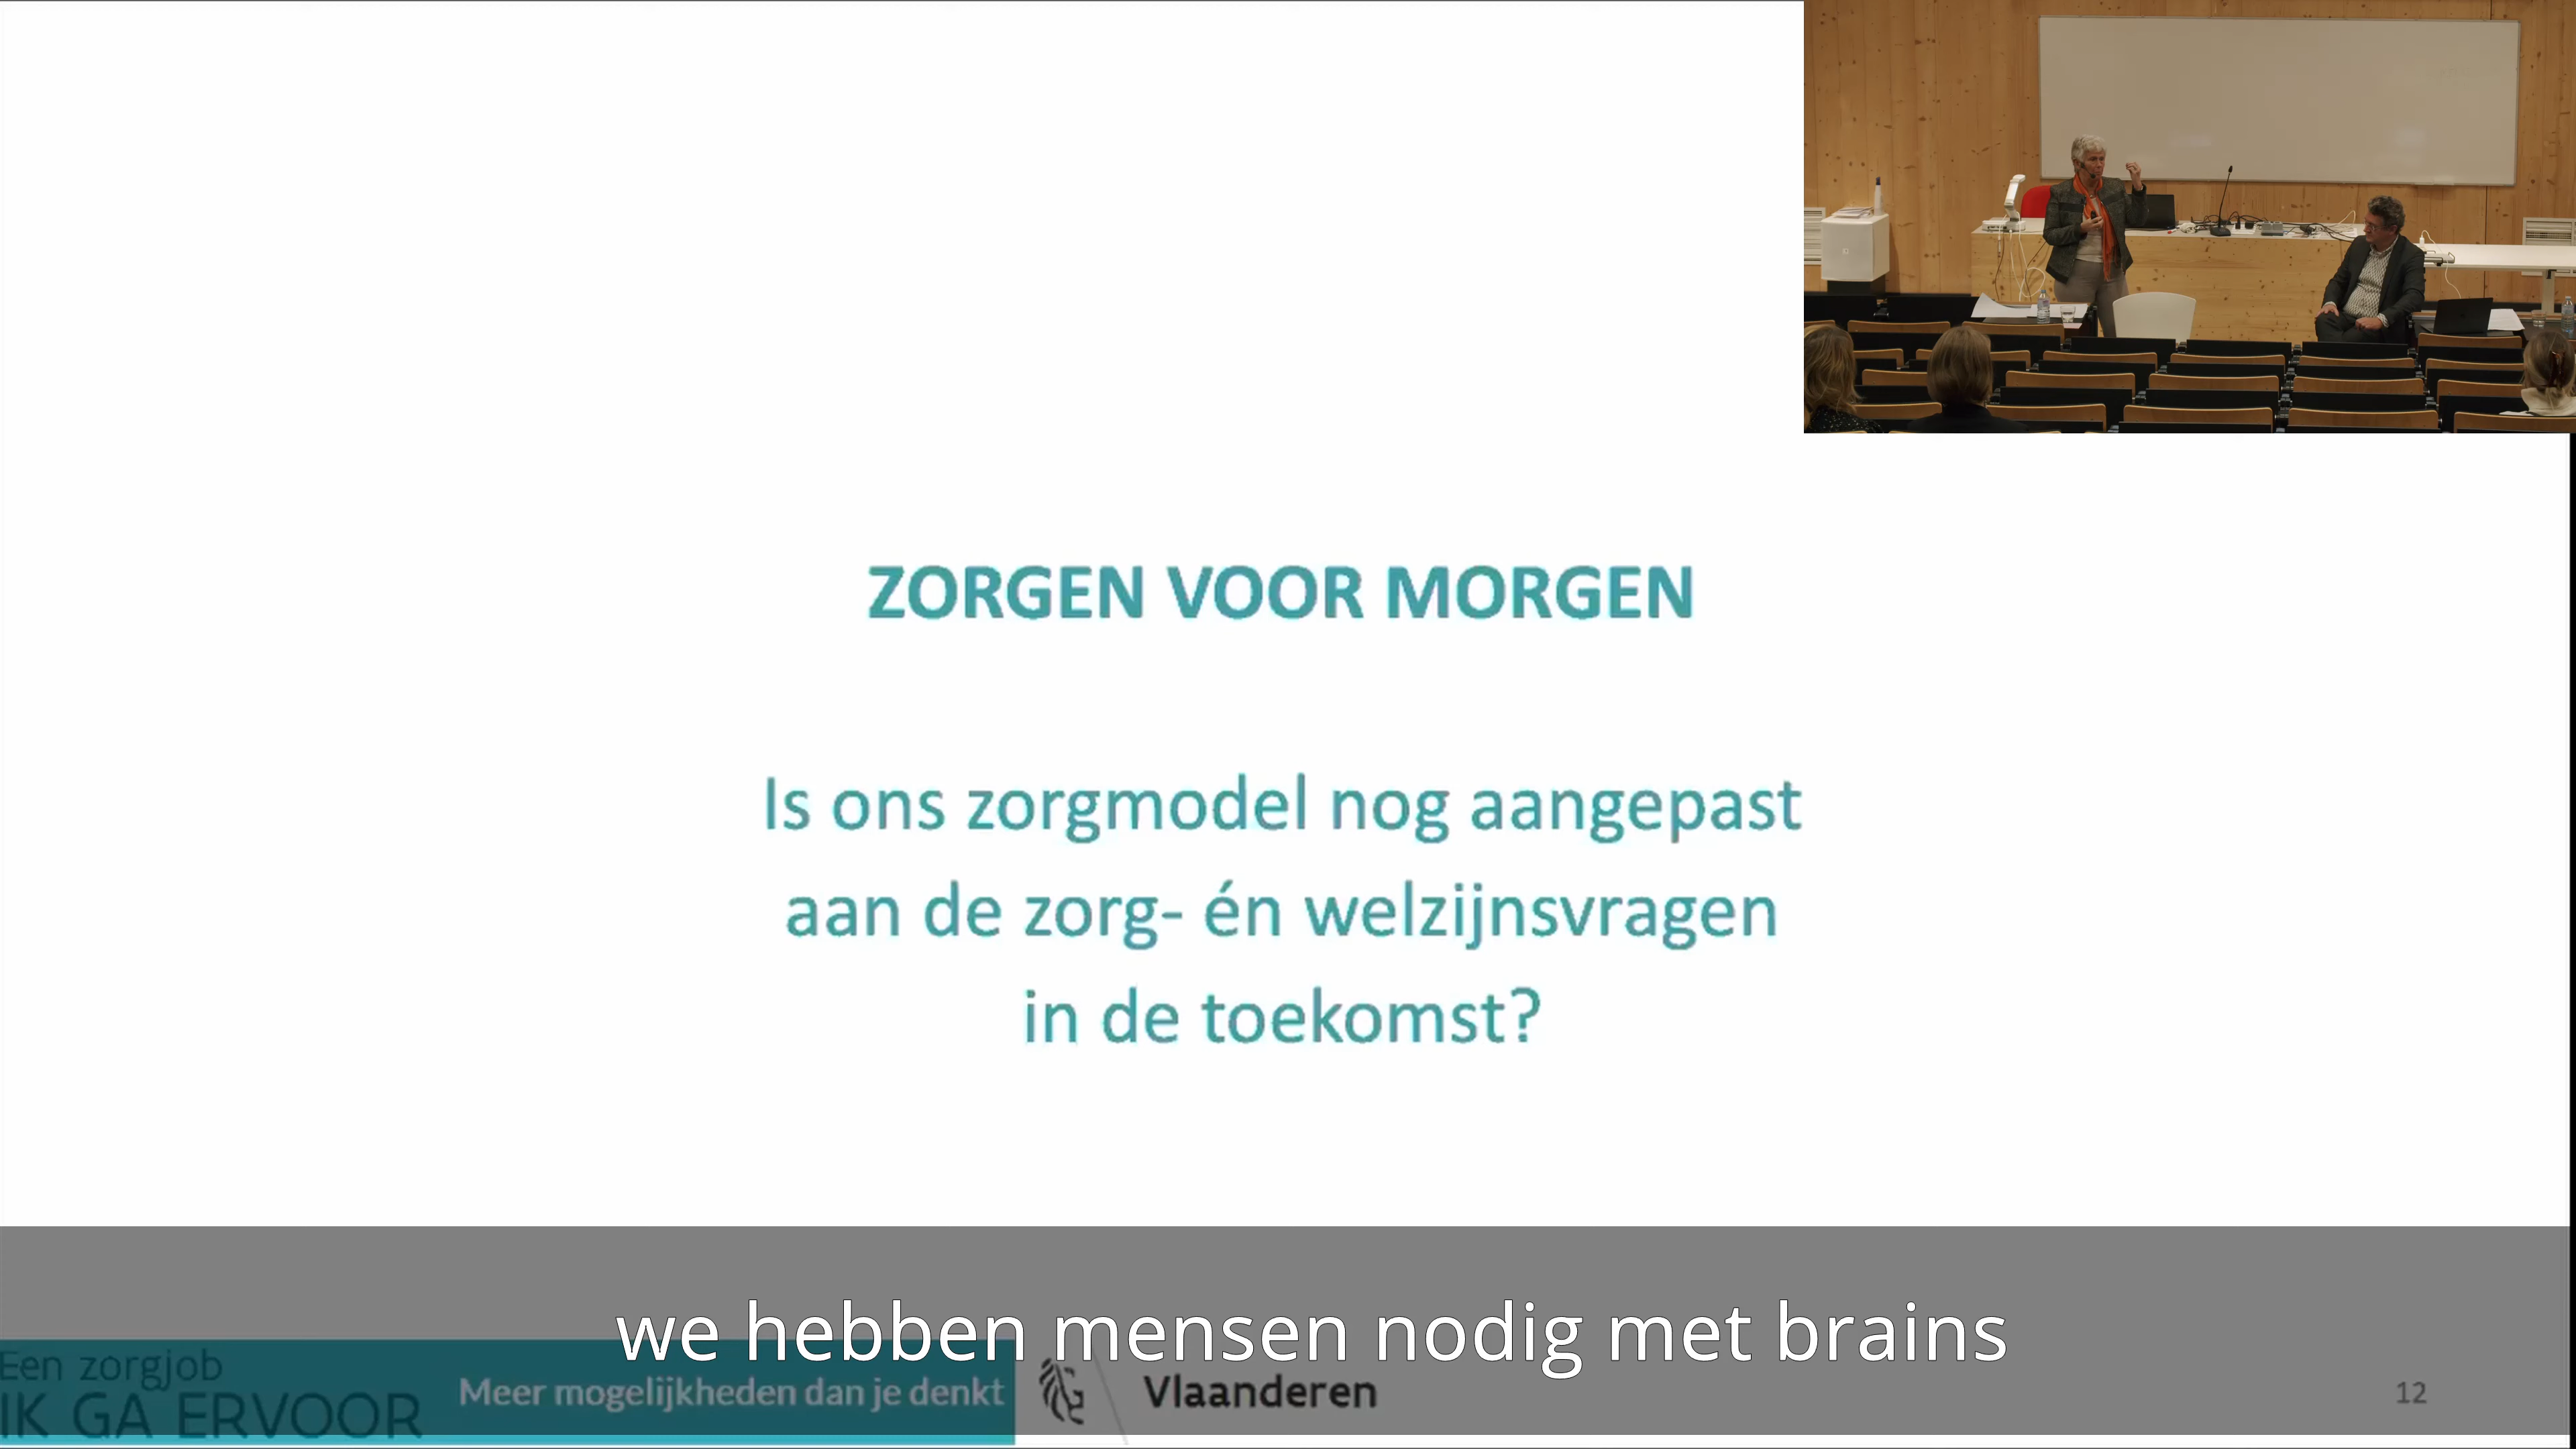 ZORGEN VOOR MORGEN
Is ons zorgmodel nog aangepast
aan de zorg- én welzijnsvragen
in de toekomst?
we hebben mensen nodig met brains
Een zorgjob
IK GA ERVOOR
Meer mogelijkheden dan je denkt
Vlaanderen
12